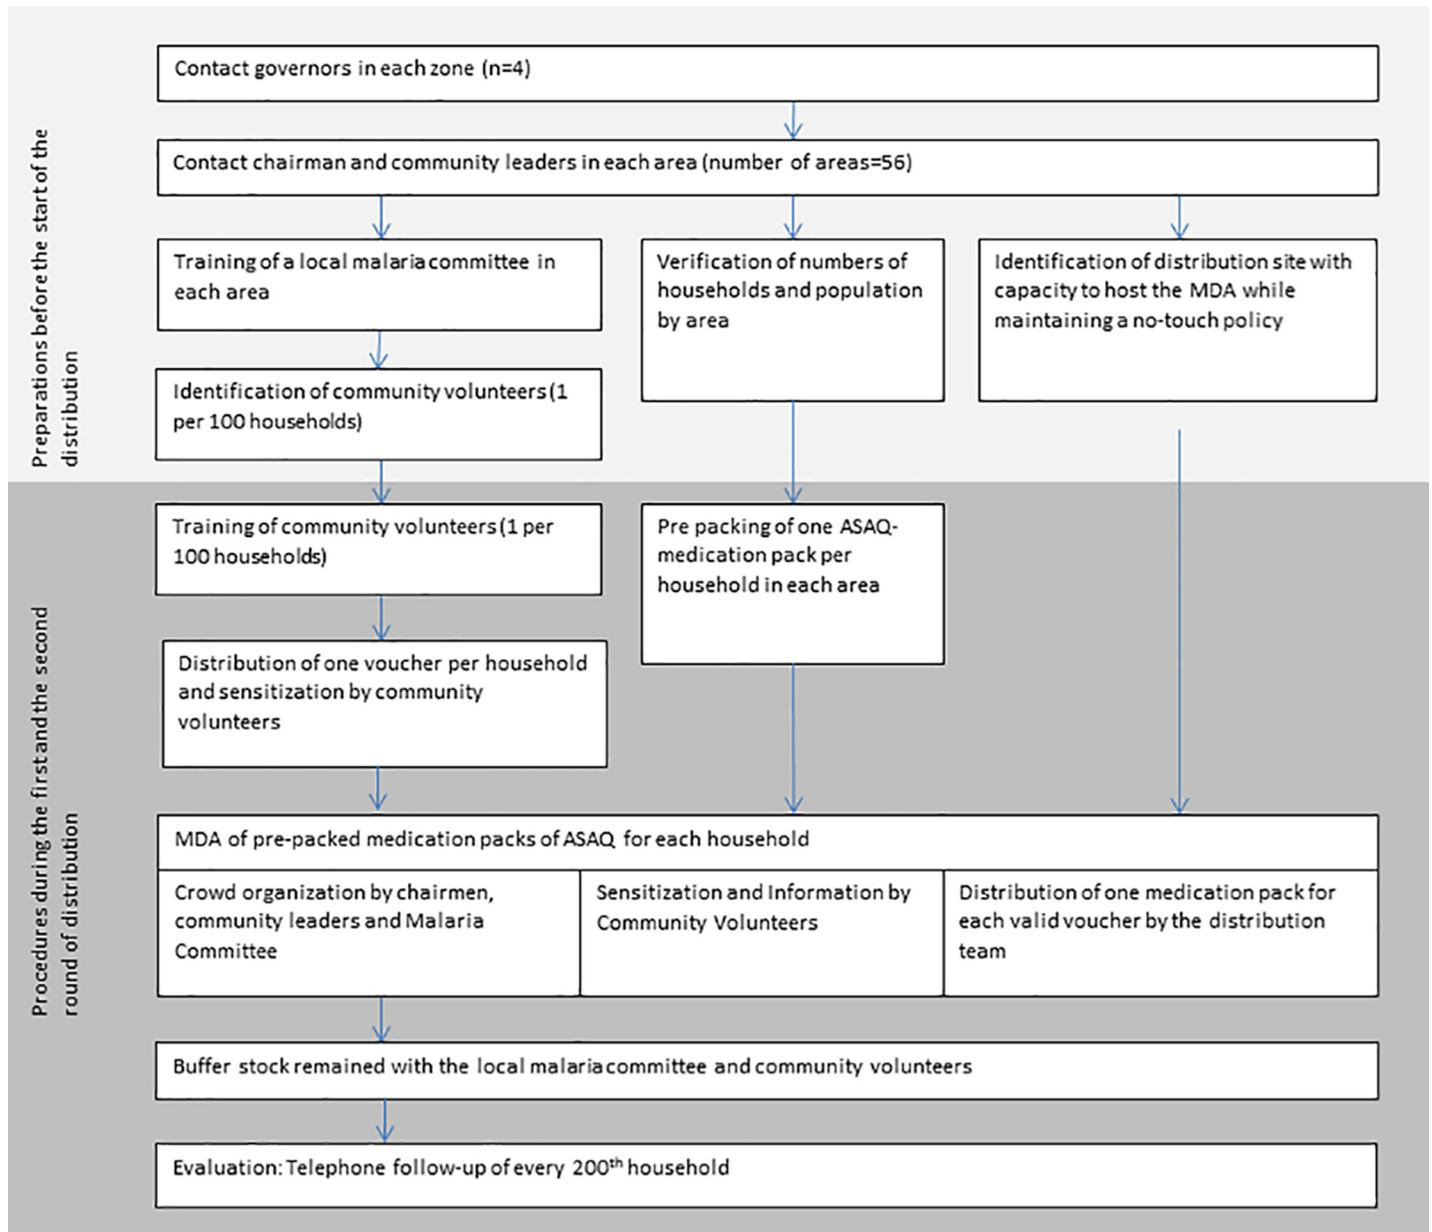 Preparations before the start of the
distribution
Contact governors in each zone (n=4)
Contact chairman and community leaders in each area (number of areas=56)
Training of a local malaria committee in
each area
Verification of numbers of
households and population
by area
Identification of distribution site with
capacity to host the MDA while
maintaining a no-touch policy
Identification of community volunteers (1
per 100 households)
Procedures during the first and the second
round of distribution
Training of community volunteers (1 per
100 households)
Pre packing of one ASAQ-
medication pack per
household in each area
Distribution of one voucher per household
and sensitization by community
volunteers
MDA of pre-packed medication packs of ASAQ for each household
Crowd organization by chairmen,
community leaders and Malaria
Committee
Sensitization and Information by
Community Volunteers
Distribution of one medication pack for
each valid voucher by the distribution
team
Buffer stock remained with the local malaria committee and community volunteers
Evaluation: Telephone follow-up of every 200th household